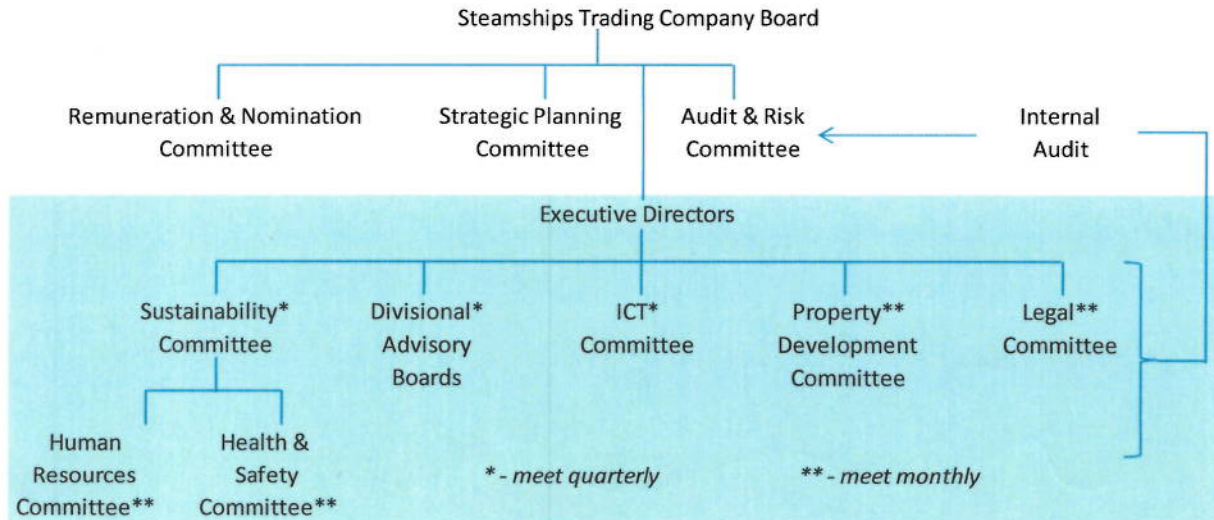 Steamships Trading Company Board
Remuneration & Nomination
Committee
Strategic Planning
Committee
Audit & Risk
Committee
Internal
Audit
Executive Directors
Sustainability*
Committee
Divisional*
Advisory
Boards
ICT*
Committee
Property**
Development
Committee
Legal**
Committee
Human
Resources
Committee**
Health &
Safety
Committee**
* - meet quarterly
** - meet monthly